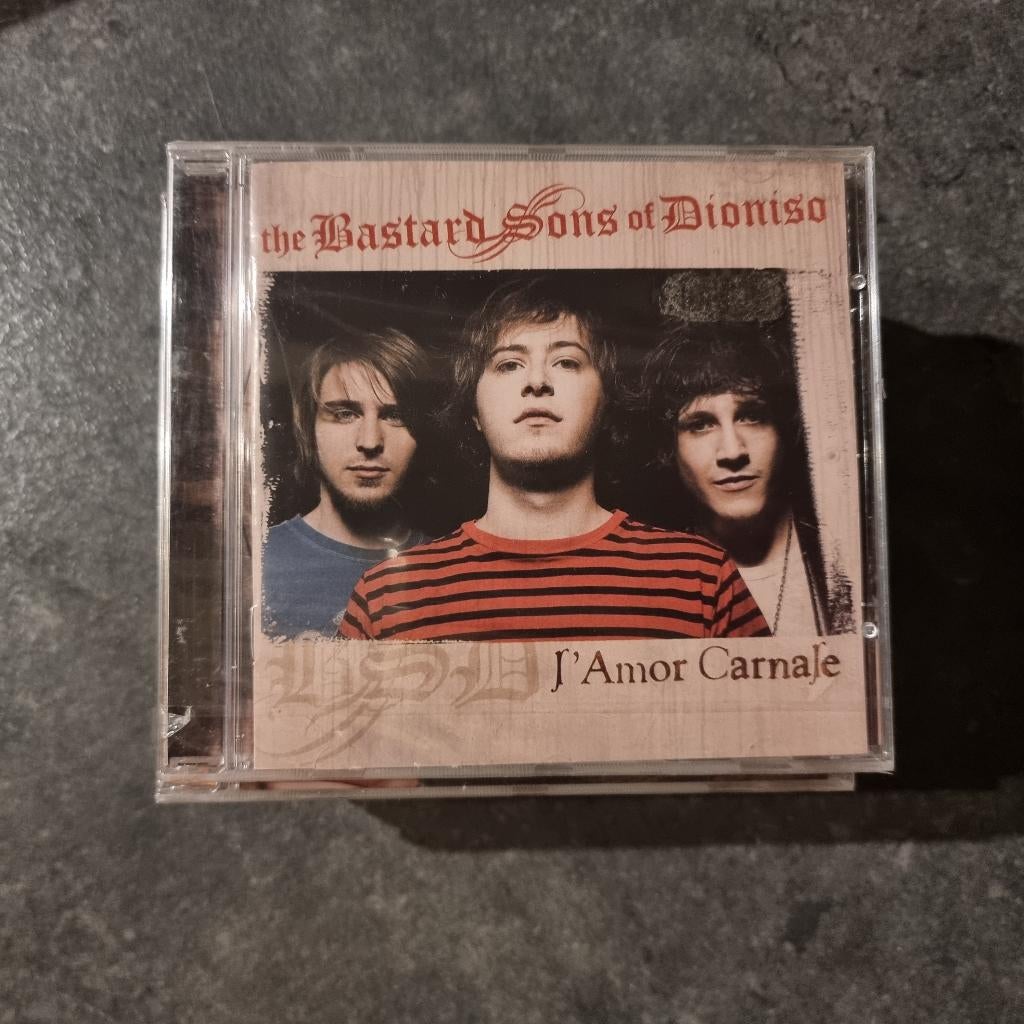 the Bastard Sons of Dioniso
BSD
l'Amor Carnale